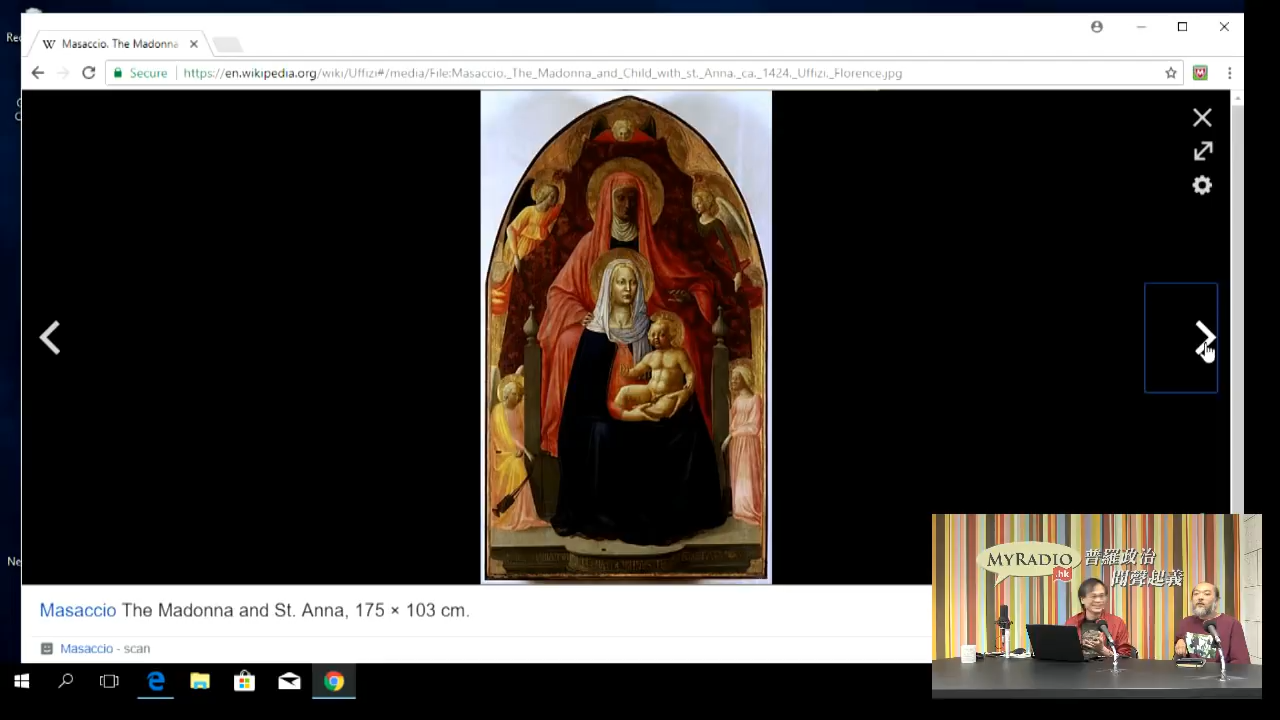 Rec
Masaccio. The Madonna
Secure
https://en.wikipedia.org/wiki/Uffizi#/media/File:Masaccio,_The_Madonna_and_Child_with_st._Anna._ca._1424._Uffizi,_Florence.jpg
C
C
Ne
MYRADIO
.hk
普羅政治
開聲起義
Masaccio The Madonna and St. Anna, 175 × 103 cm.
Masaccio - scan